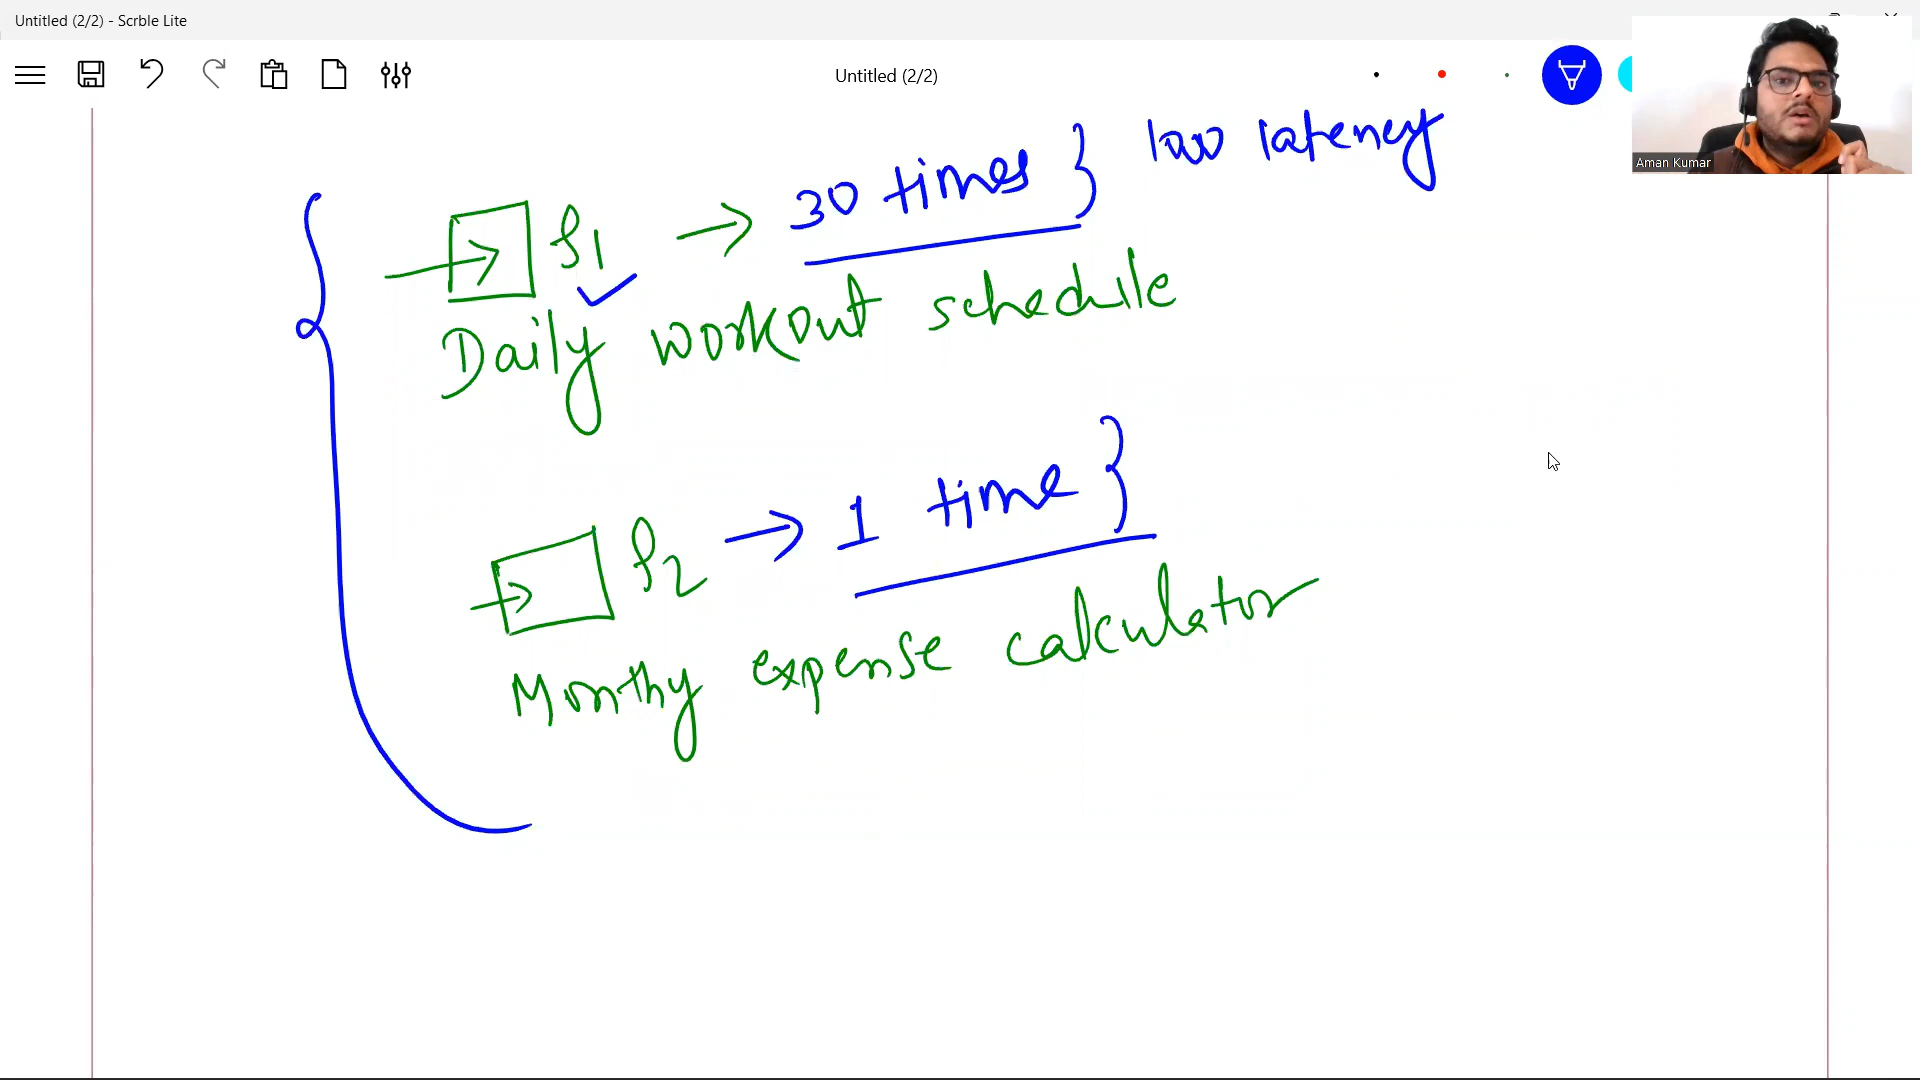 Untitled (2/2) - Scrble Lite
Untitled (2/2)
Aman Kumar
f1 → 30 times } low latency
Daily workout schedule
f2 → 1 time }
Monthy expense calculator